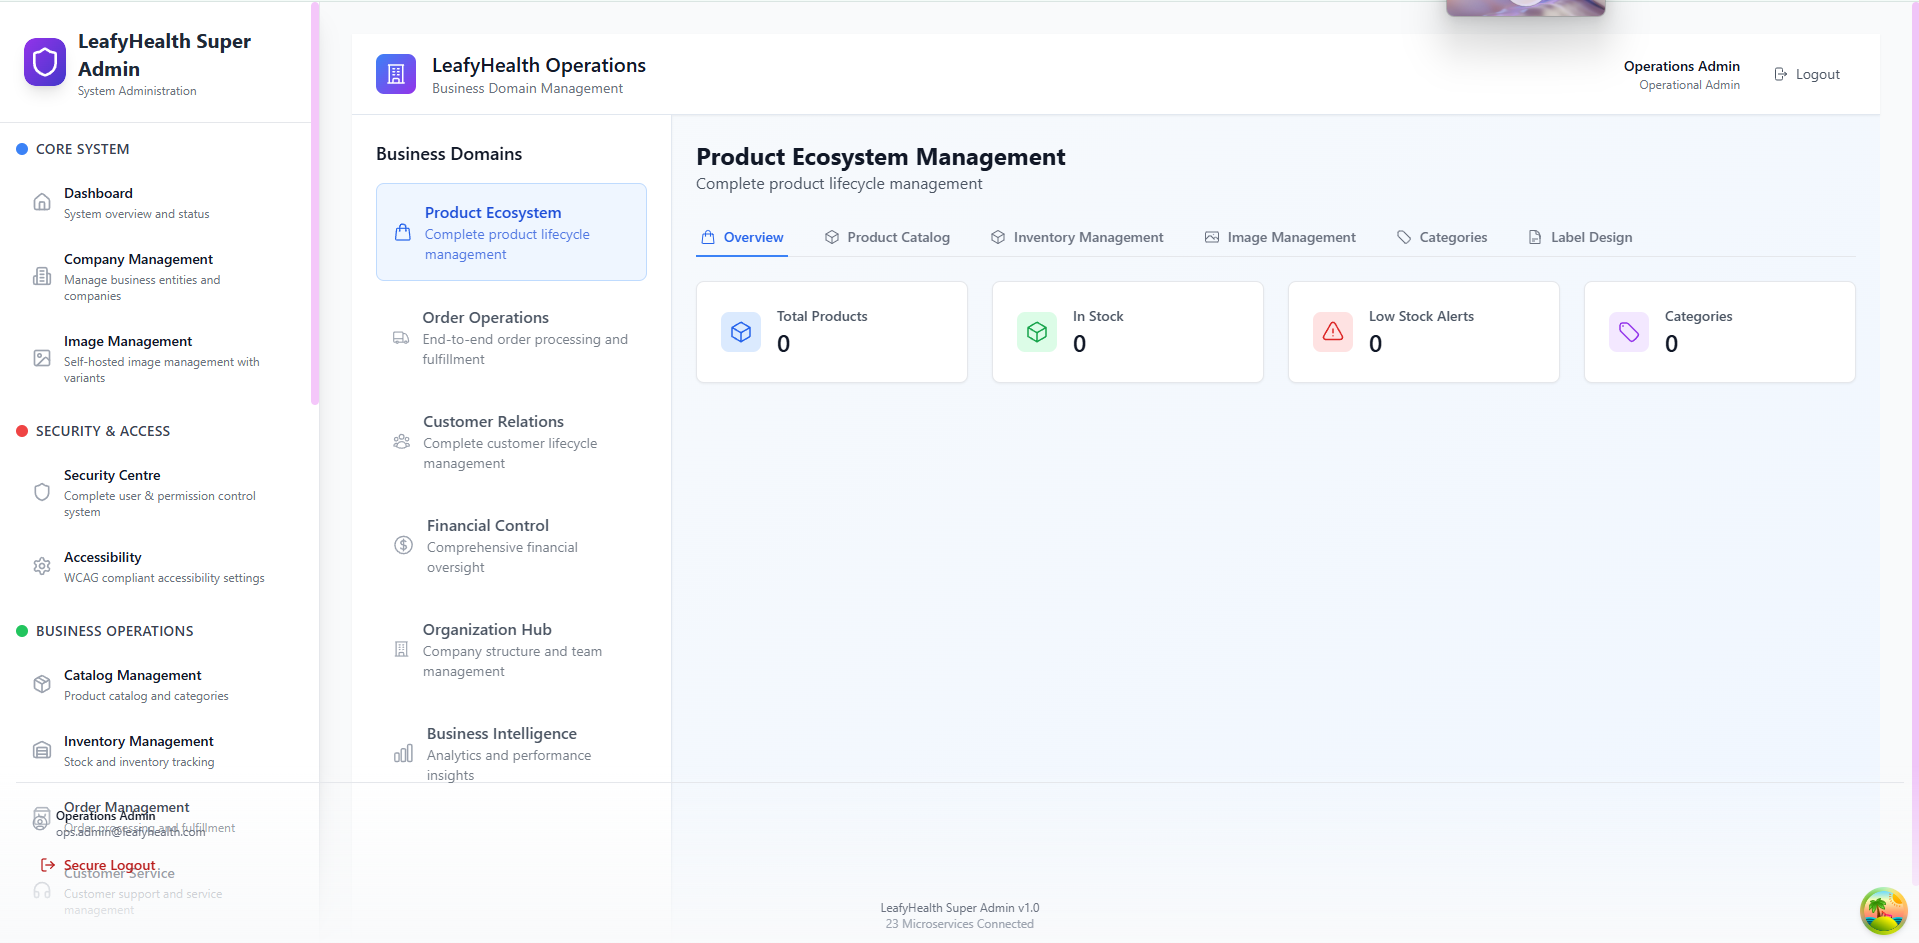 LeafyHealth Super
Admin
System Administration
CORE SYSTEM
Dashboard
System overview and status
Company Management
Manage business entities and
companies
Image Management
Self-hosted image management with
variants
SECURITY & ACCESS
Security Centre
Complete user & permission control
system
Accessibility
WCAG compliant accessibility settings
BUSINESS OPERATIONS
Catalog Management
Product catalog and categories
Inventory Management
Stock and inventory tracking
Order Management
Order processing and fulfillment
Operations Admin
ops.admin@leafyhealth.com
Secure Logout
Customer Service
Customer support and service
management
LeafyHealth Operations
Business Domain Management
Operations Admin
Operational Admin
Logout
Business Domains
Product Ecosystem
Complete product lifecycle
management
Order Operations
End-to-end order processing and
fulfillment
Customer Relations
Complete customer lifecycle
management
Financial Control
Comprehensive financial
oversight
Organization Hub
Company structure and team
management
Business Intelligence
Analytics and performance
insights
Product Ecosystem Management
Complete product lifecycle management
Overview
Product Catalog
Inventory Management
Image Management
Categories
Label Design
Total Products
0
In Stock
0
Low Stock Alerts
0
Categories
0
LeafyHealth Super Admin v1.0
23 Microservices Connected